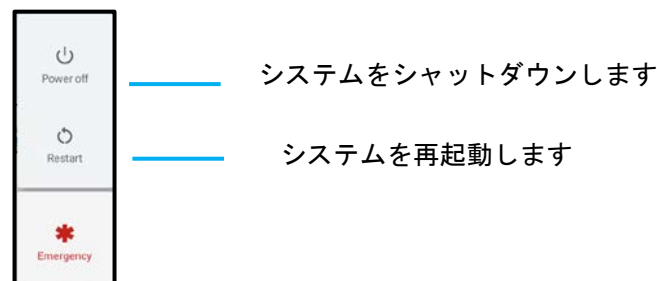 Power off
システムをシャットダウンします
Restart
システムを再起動します
Emergency